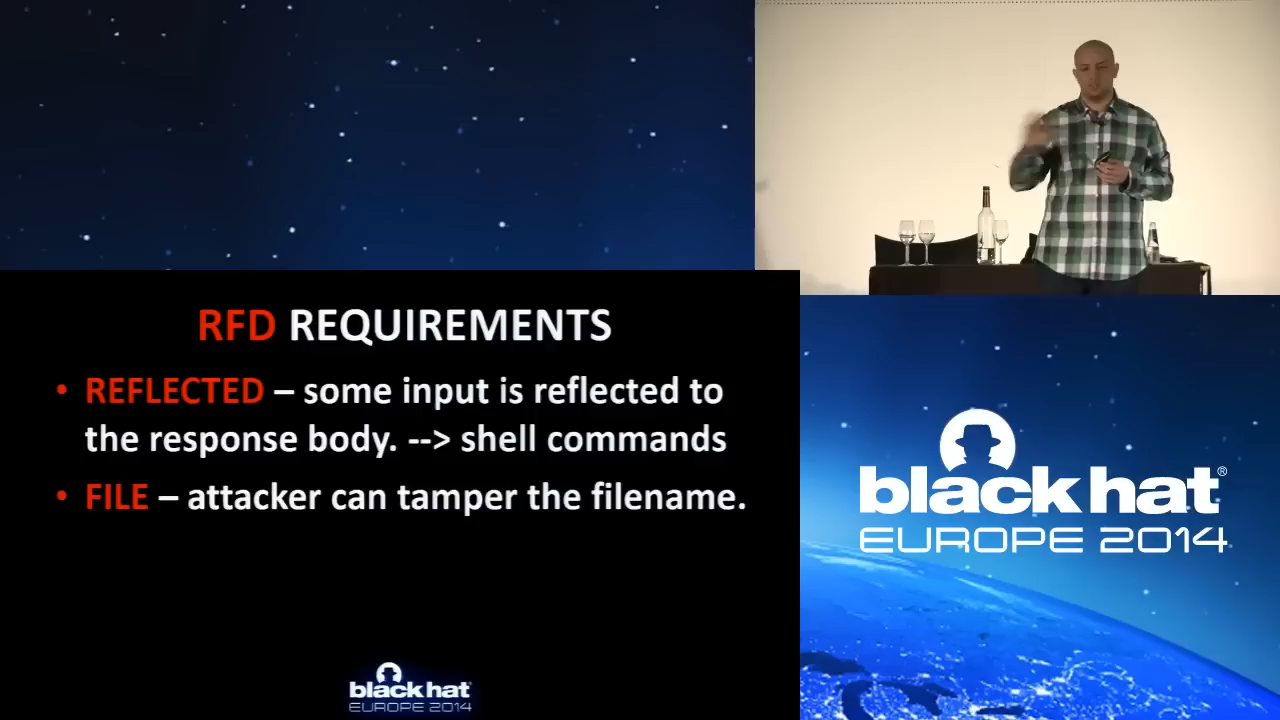 RFD REQUIREMENTS
• REFLECTED – some input is reflected to
the response body. --> shell commands
• FILE – attacker can tamper the filename.
black hat
EUROPE 2014
black hat®
EUROPE 2014